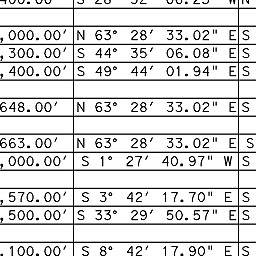 400.00' S 28° 52' 06.25" W N
,000.00' N 63° 28' 33.02" E S
,300.00' S 44° 35' 06.08" E S
,400.00' S 49° 44' 01.94" E S
648.00' N 63° 28' 33.02" E S
663.00' N 63° 28' 33.02" E S
,000.00' S 1° 27' 40.97" W S
,570.00' S 3° 42' 17.70" E S
,500.00' S 33° 29' 50.57" E S
,100.00' S 8° 42' 17.90" E S